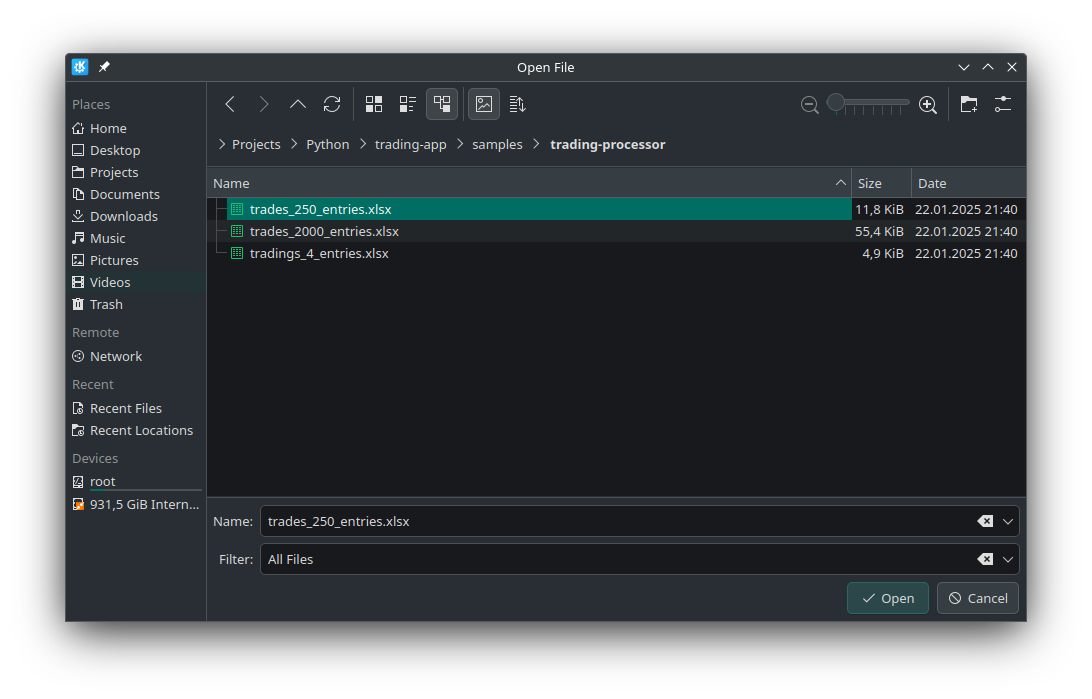 Open File
Places
Home
Desktop
Projects
Documents
Downloads
Music
Pictures
Videos
Trash
Remote
Network
Recent
Recent Files
Recent Locations
Devices
root
931,5 GiB Intern...
Projects Python trading-app samples trading-processor
Name Size Date
trades_250_entries.xlsx 11,8 KiB 22.01.2025 21:40
trades_2000_entries.xlsx 55,4 KiB 22.01.2025 21:40
tradings_4_entries.xlsx 4,9 KiB 22.01.2025 21:40
Name: trades_250_entries.xlsx
Filter: All Files
Open Cancel